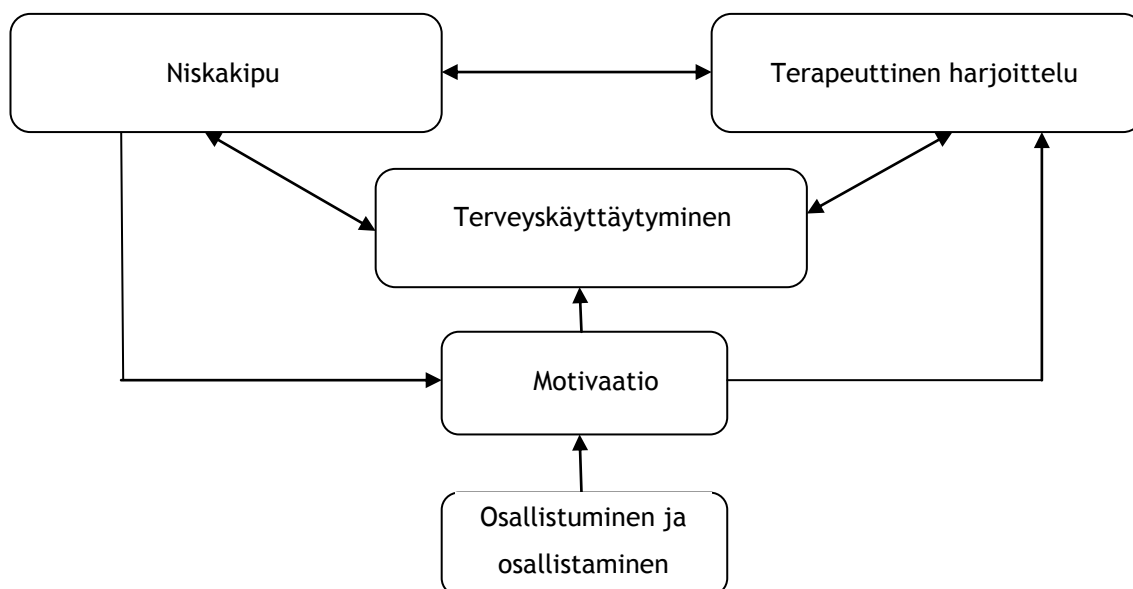 Niskakipu
Terapeuttinen harjoittelu
Terveyskäyttäytyminen
Motivaatio
Osallistuminen ja
osallistaminen